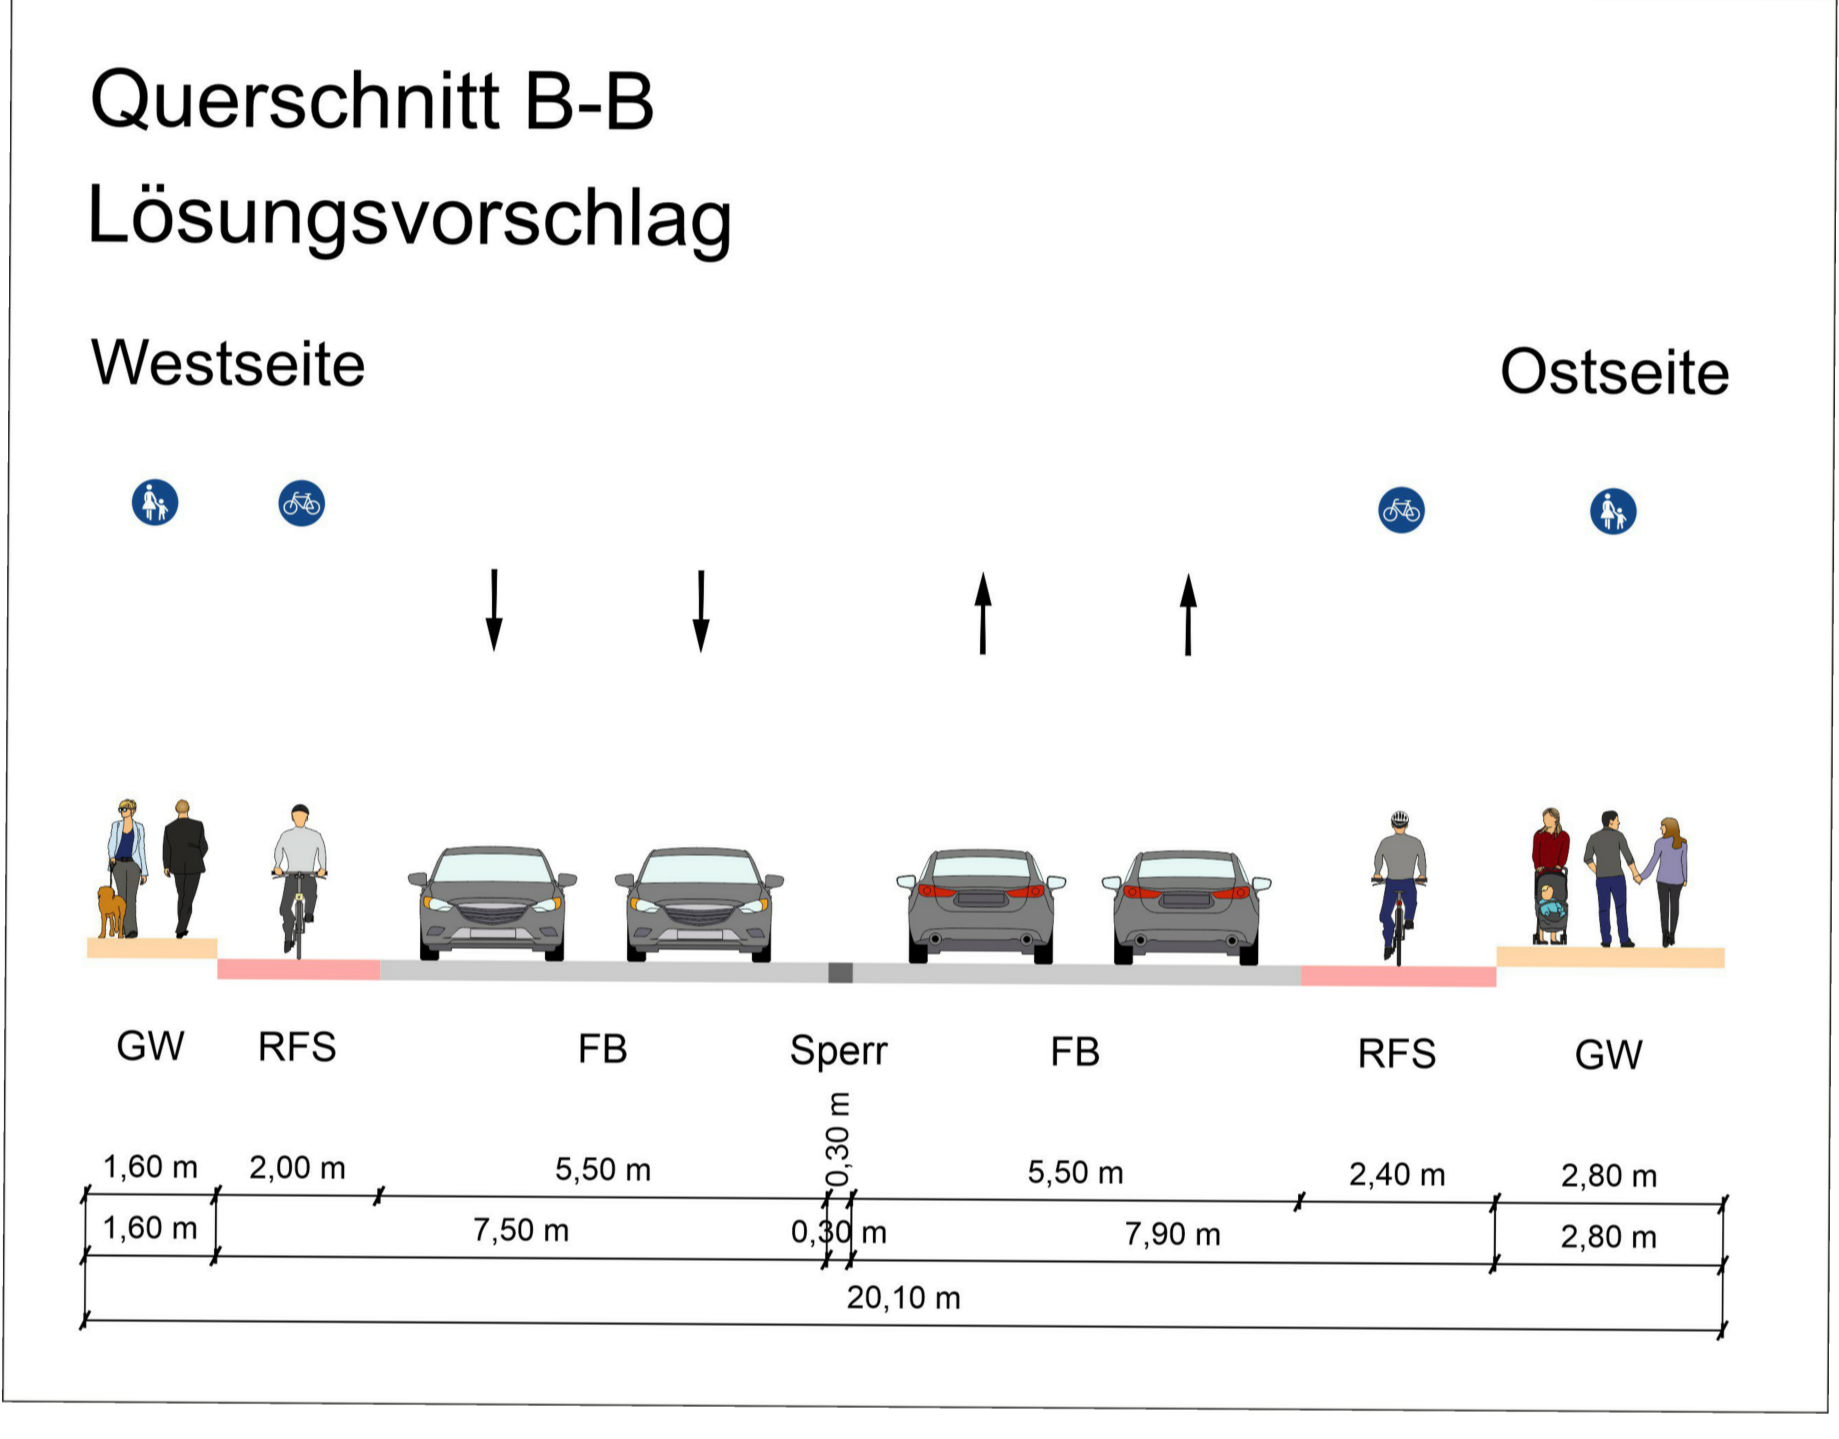 Querschnitt B-B
Lösungsvorschlag
Westseite
Ostseite
GW RFS FB Sperr FB RFS GW
1,60 m 2,00 m 5,50 m 0,30 m 5,50 m 2,40 m 2,80 m
1,60 m 7,50 m 0,30 m 7,90 m 2,80 m
20,10 m